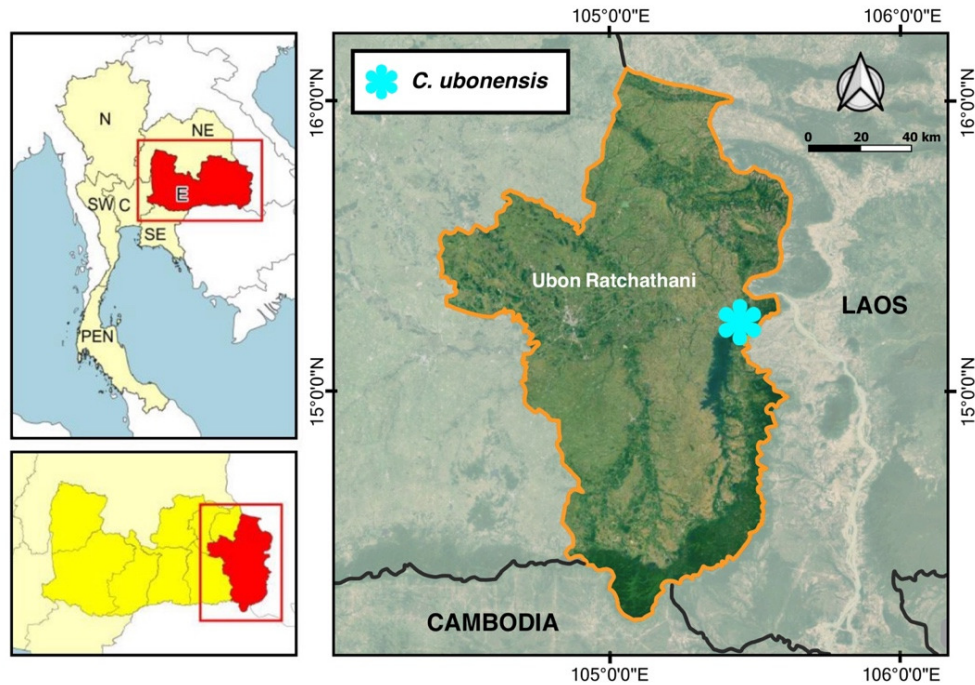 N
NE
E
SW
C
SE
PEN
105°0'0"E
106°0'0"E
C. ubonensis
0 20 40 km
16°0'0"N
16°0'0"N
Ubon Ratchathani
LAOS
15°0'0"N
15°0'0"N
CAMBODIA
105°0'0"E
106°0'0"E